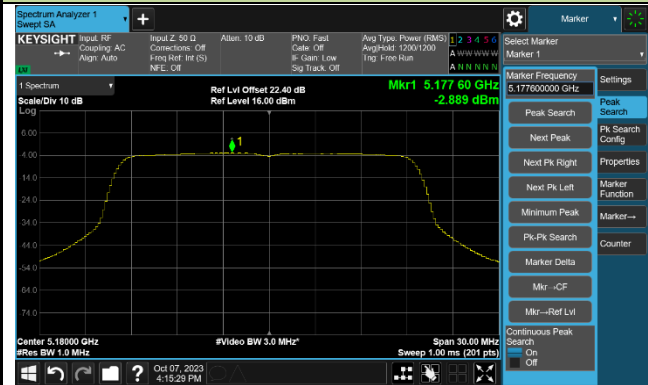 Spectrum Analyzer 1
Swept SA
Marker
KEYSIGHT
Input: RF
Coupling: AC
Align: Auto
Input Z: 50 Ω
Corrections: Off
Freq Ref: Int (S)
NFE: Off
Atten: 10 dB
PNO: Fast
Gate: Off
IF Gain: Low
Sig Track: Off
Avg Type: Power (RMS)
Avg|Hold: 1200/1200
Trig: Free Run
1 2 3 4 5 6
A W W W W W
A N N N N N
Select Marker
Marker 1
1 Spectrum
Scale/Div 10 dB
Log
Ref Lvl Offset 22.40 dB
Ref Level 16.00 dBm
Mkr1 5.177 60 GHz
-2.889 dBm
1
6.00
-4.00
-14.0
-24.0
-34.0
-44.0
-54.0
-64.0
-74.0
Center 5.18000 GHz
#Res BW 1.0 MHz
#Video BW 3.0 MHz*
Span 30.00 MHz
Sweep 1.00 ms (201 pts)
Marker Frequency
5.177600000 GHz
Peak Search
Next Peak
Next Pk Right
Next Pk Left
Minimum Peak
Pk-Pk Search
Marker Delta
Mkr→CF
Mkr→Ref Lvl
Continuous Peak
Search
On
Off
Settings
Peak
Search
Pk Search
Config
Properties
Marker
Function
Marker→
Counter
?
Oct 07, 2023
4:15:29 PM